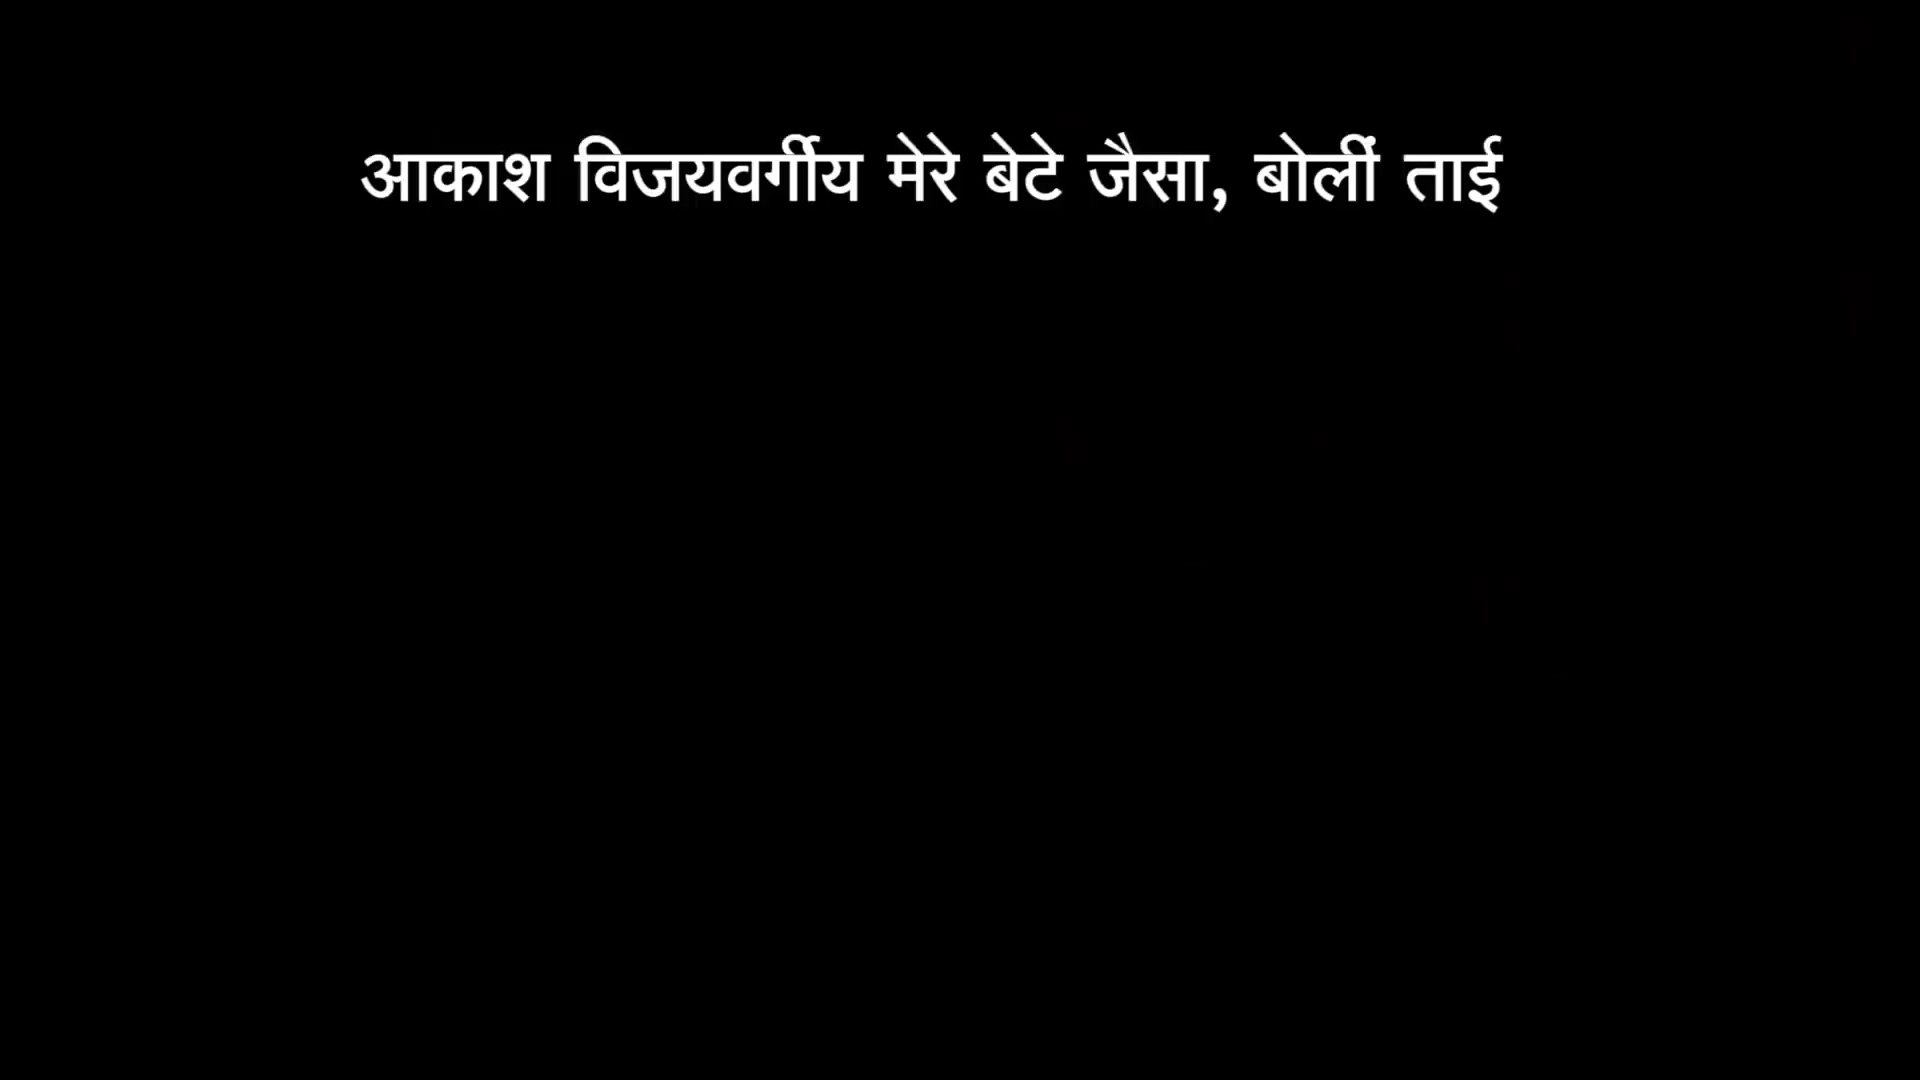 आकाश विजयवर्गीय मेरे बेटे जैसा, बोलीं ताई